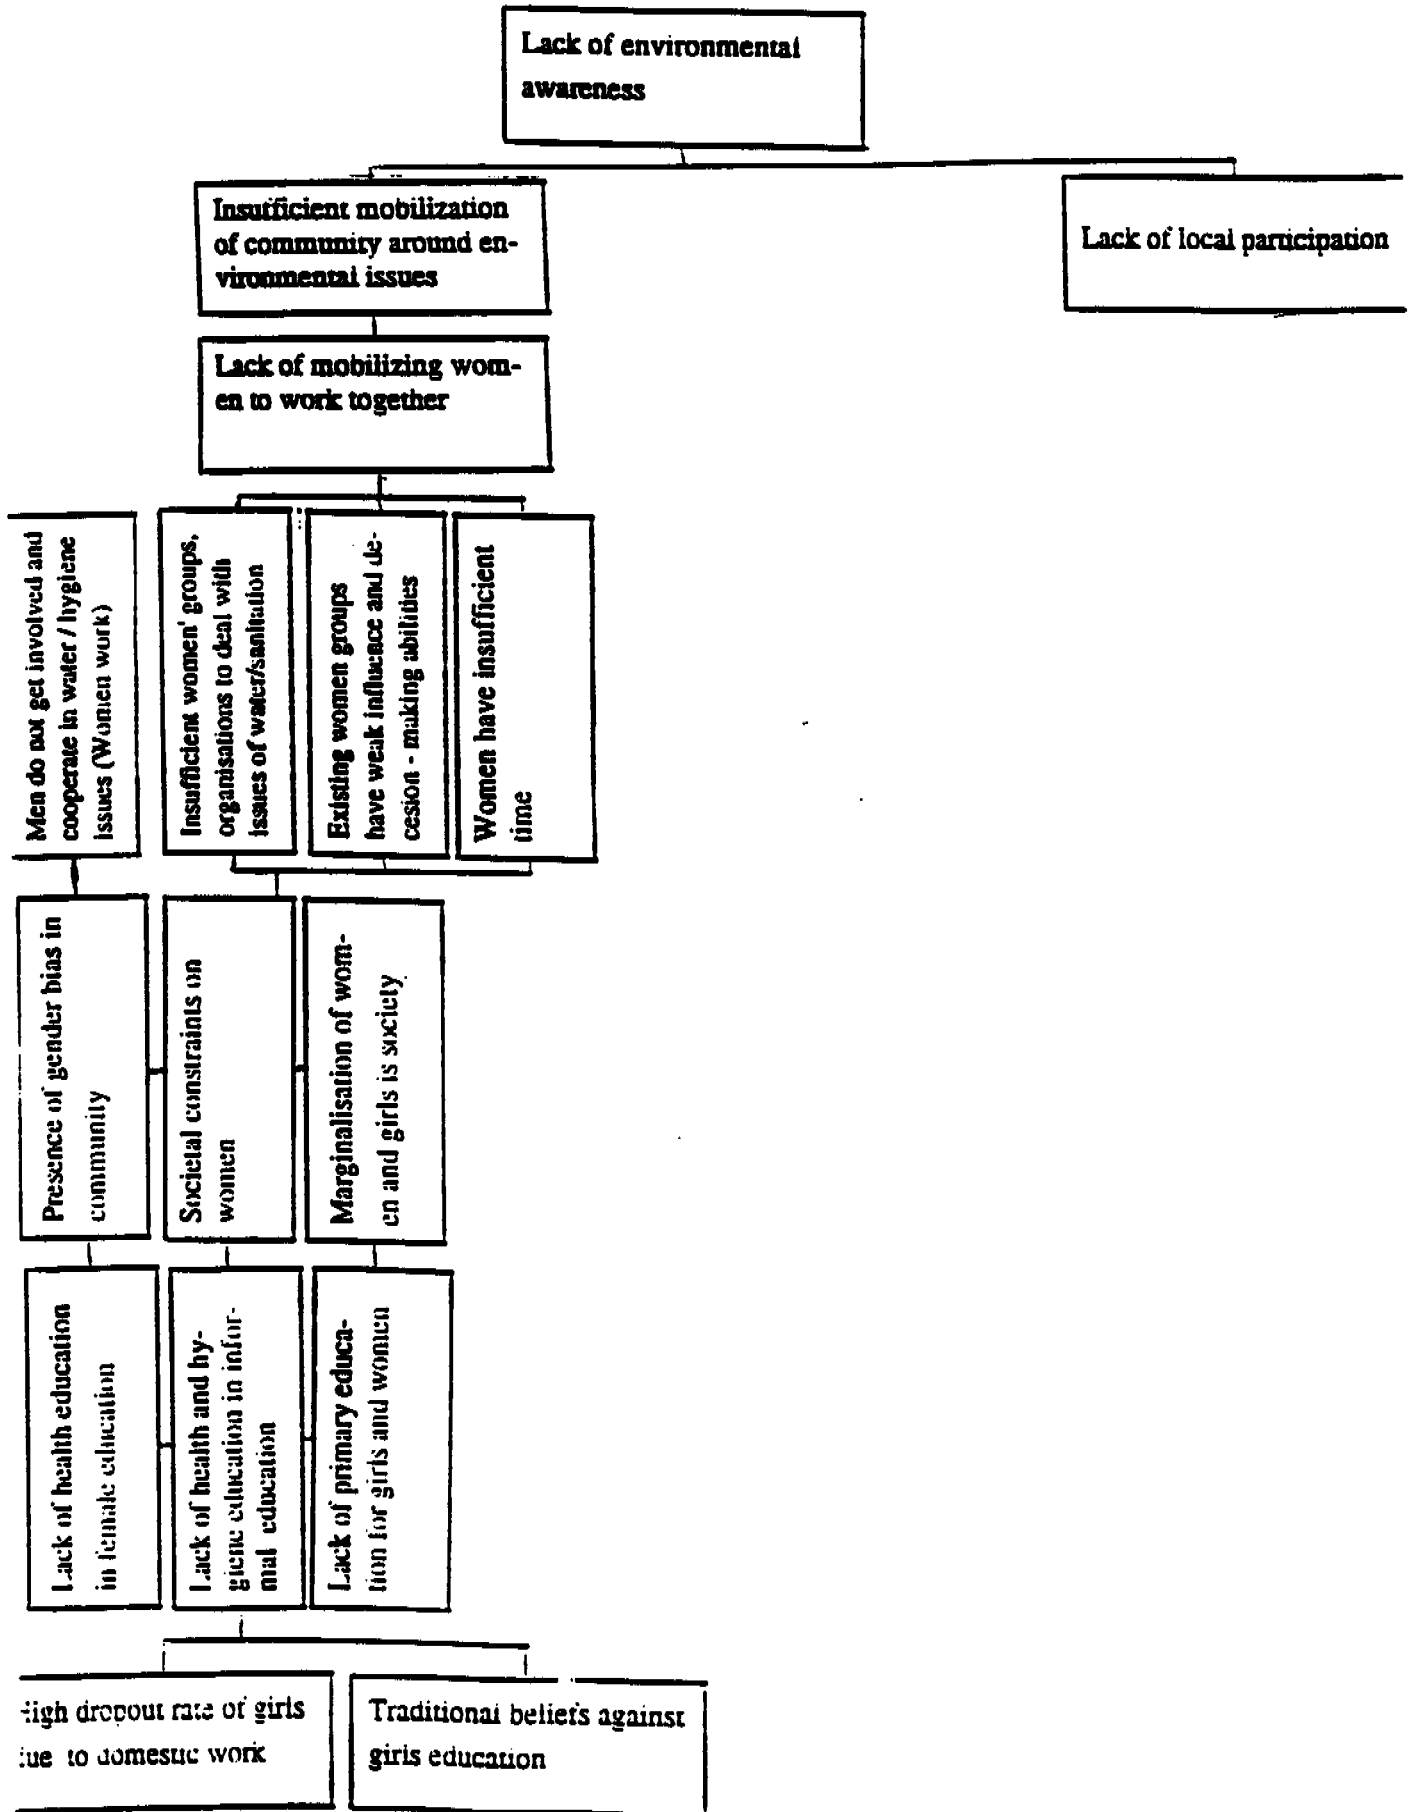 Lack of environmental
awareness
Insufficient mobilization
of community around en-
vironmental issues
Lack of local participation
Lack of mobilizing wom-
en to work together
Men do not get involved and
cooperate in water / hygiene
issues (Women work)
Insufficient women' groups,
organisations to deal with
issues of water/sanitation
Existing women groups
have weak influence and de-
cesion - making abilities
Women have insufficient
time
Presence of gender bias in
community
Societal constraints on
women
Marginalisation of wom-
en and girls is society
Lack of health education
in female education
Lack of health and hy-
giene education in infor-
mal education
Lack of primary educa-
tion for girls and women
High dropout rate of girls
due to domestic work
Traditional beliefs against
girls education